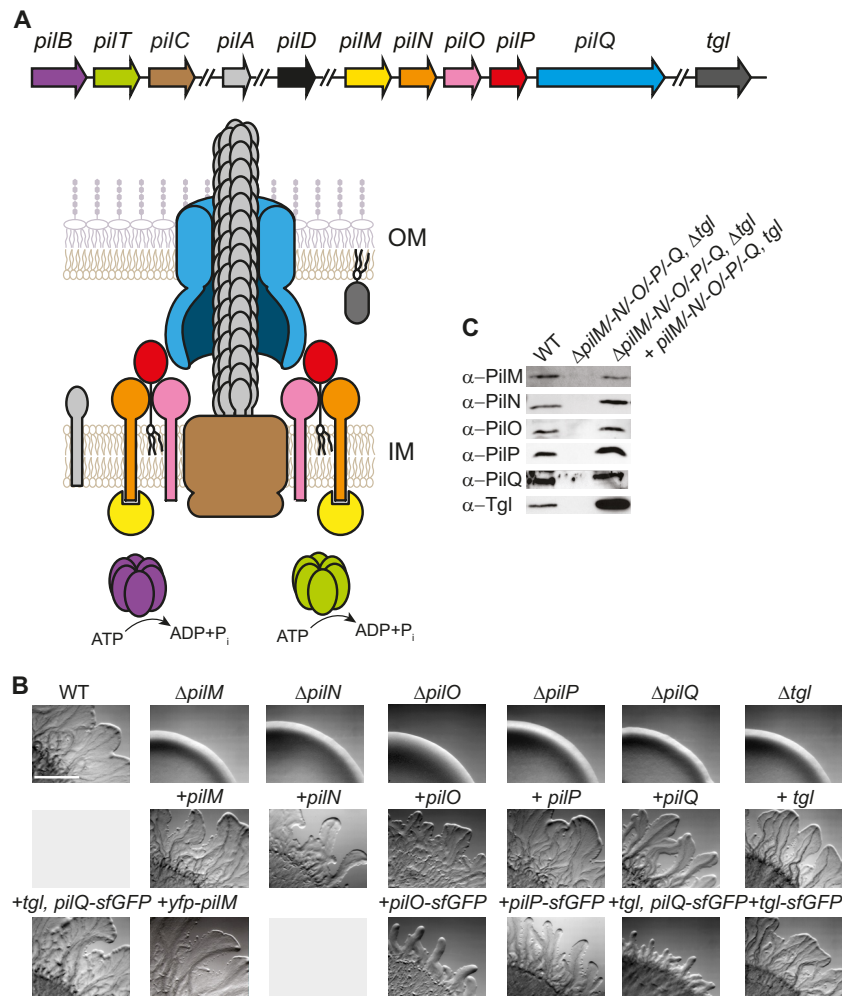 A
pilB pilT pilC pilA pilD pilM pilN pilO pilP pilQ tgl
OM
IM
ATP ADP+Pi
ATP ADP+Pi
C
WT
ΔpilM/-N/-O/-P/-Q, Δtgl
ΔpilM/-N/-O/-P/-Q, Δtgl
+ pilM/-N/-O/-P/-Q, tgl
α–PilM
α–PilN
α–PilO
α–PilP
α–PilQ
α–Tgl
B
WT ΔpilM ΔpilN ΔpilO ΔpilP ΔpilQ Δtgl
+pilM +pilN +pilO + pilP +pilQ + tgl
+tgl, pilQ-sfGFP +yfp-pilM +pilO-sfGFP +pilP-sfGFP +tgl, pilQ-sfGFP +tgl-sfGFP